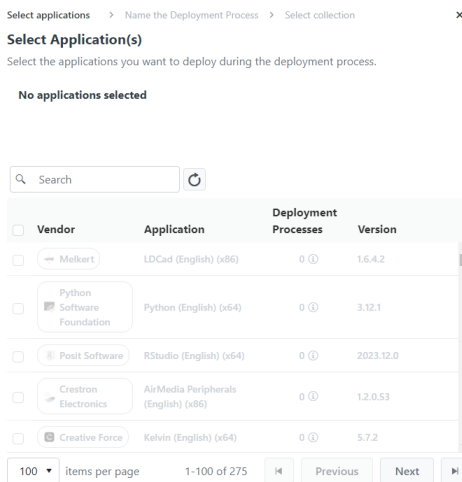 Select applications > Name the Deployment Process > Select collection ×
Select Application(s)
Select the applications you want to deploy during the deployment process.
No applications selected
Search
Deployment
Vendor Application Processes Version
Melkert LDCad (English) (x86) 0 1.6.4.2
Python
Software Python (English) (x64) 0 3.12.1
Foundation
Posit Software RStudio (English) (x64) 0 2023.12.0
Crestron AirMedia Peripherals
Electronics (English) (x86) 0 1.2.0.53
Creative Force Kelvin (English) (x64) 0 5.7.2
100 items per page 1-100 of 275 Previous Next